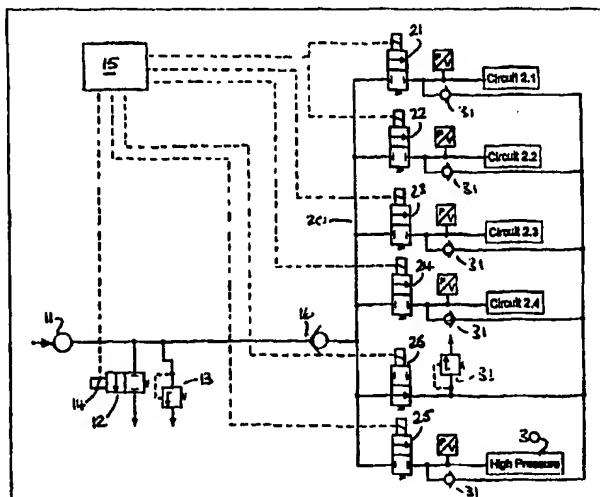 21
15
P/V
Circuit 2.1
31
22
P/V
Circuit 2.2
31
23
P/V
20
Circuit 2.3
31
24
P/V
11
16
Circuit 2.4
31
26
14
12
13
31
25
P/V
30
High Pressure
31